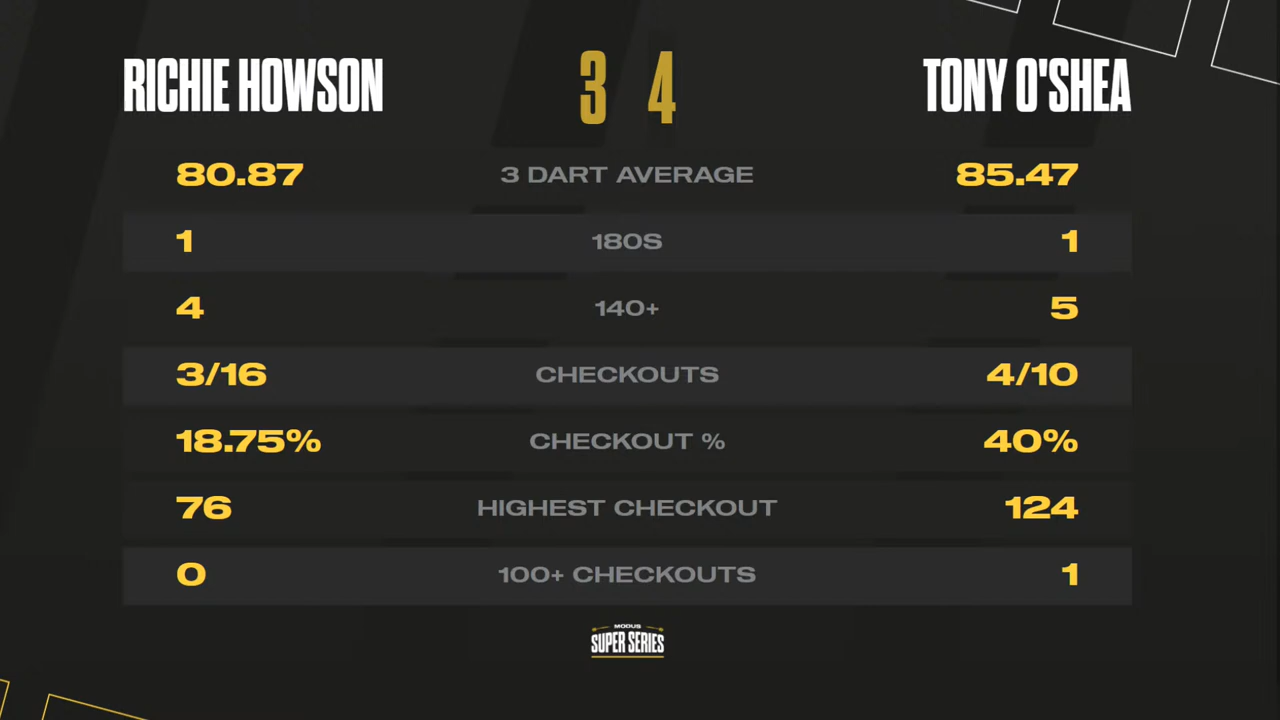 RICHIE HOWSON 3 4 TONY O'SHEA
80.87 3 DART AVERAGE 85.47
1 180S 1
4 140+ 5
3/16 CHECKOUTS 4/10
18.75% CHECKOUT % 40%
76 HIGHEST CHECKOUT 124
0 100+ CHECKOUTS 1
MODUS
SUPER SERIES